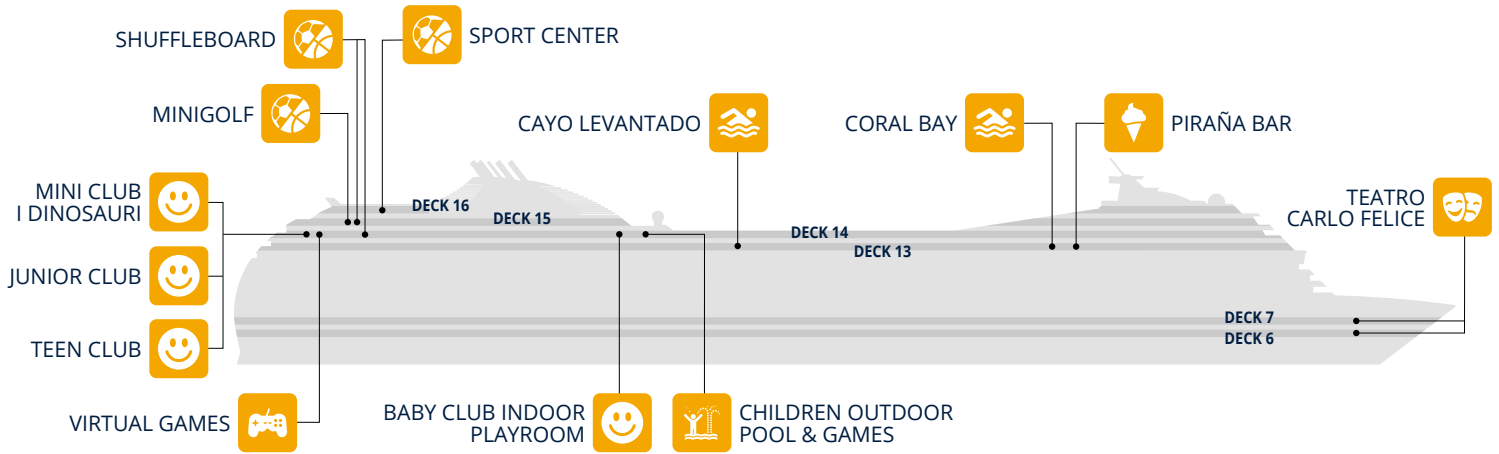 SHUFFLEBOARD
SPORT CENTER
MINIGOLF
CAYO LEVANTADO
CORAL BAY
PIRAÑA BAR
MINI CLUB
I DINOSAURI
TEATRO
CARLO FELICE
DECK 16
DECK 15
DECK 14
DECK 13
JUNIOR CLUB
DECK 7
DECK 6
TEEN CLUB
VIRTUAL GAMES
BABY CLUB INDOOR
PLAYROOM
CHILDREN OUTDOOR
POOL & GAMES